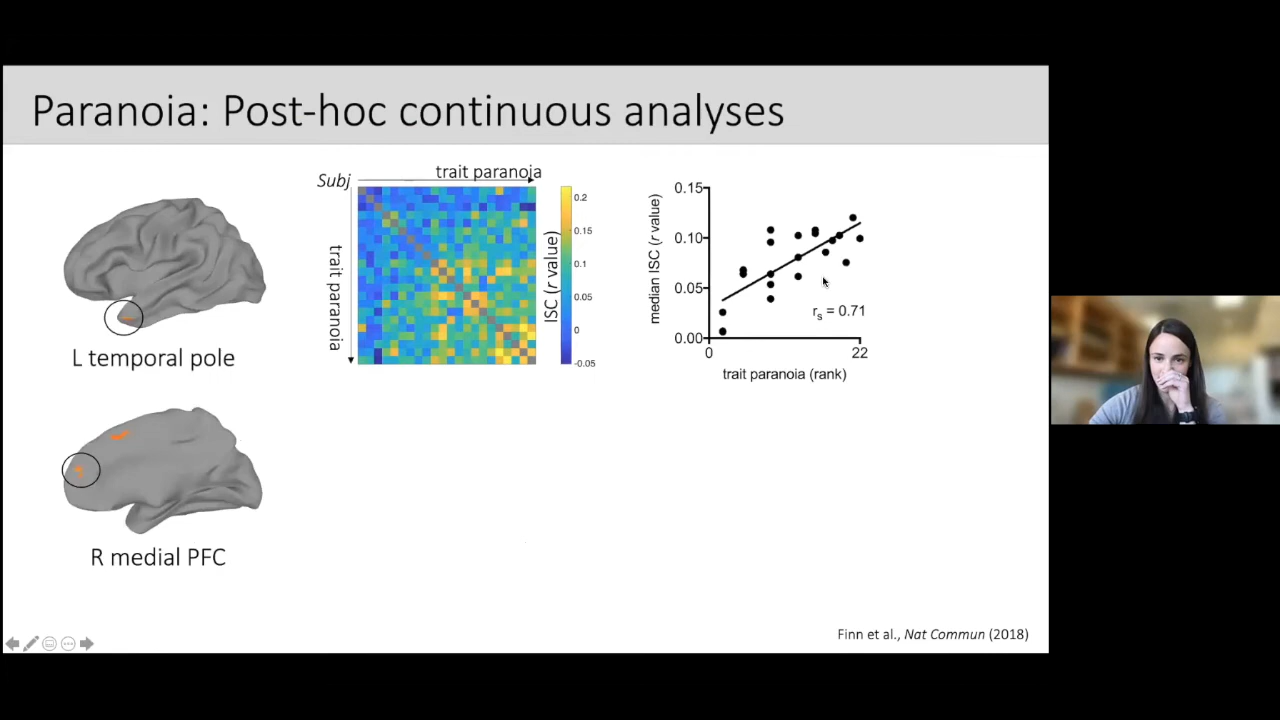 Paranoia: Post-hoc continuous analyses
L temporal pole
R medial PFC
Subj
trait paranoia
trait paranoia
0.2
0.15
0.1
0.05
0
-0.05
ISC (r value)
median ISC (r value)
0.15
0.10
0.05
0.00
0
22
rs = 0.71
trait paranoia (rank)
Finn et al., Nat Commun (2018)